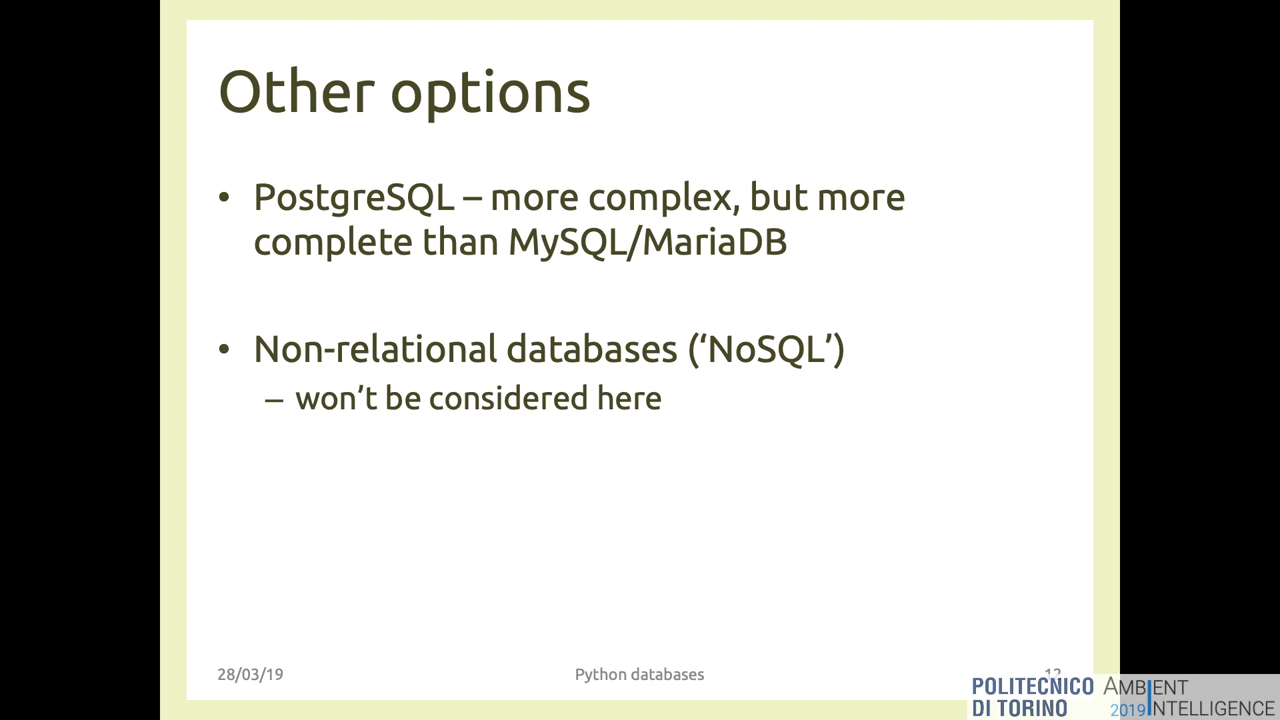 Other options
• PostgreSQL – more complex, but more
complete than MySQL/MariaDB
• Non-relational databases (‘NoSQL’)
– won’t be considered here
28/03/19
Python databases
12
POLITECNICO
DI TORINO
AMBIENT
2019 INTELLIGENCE